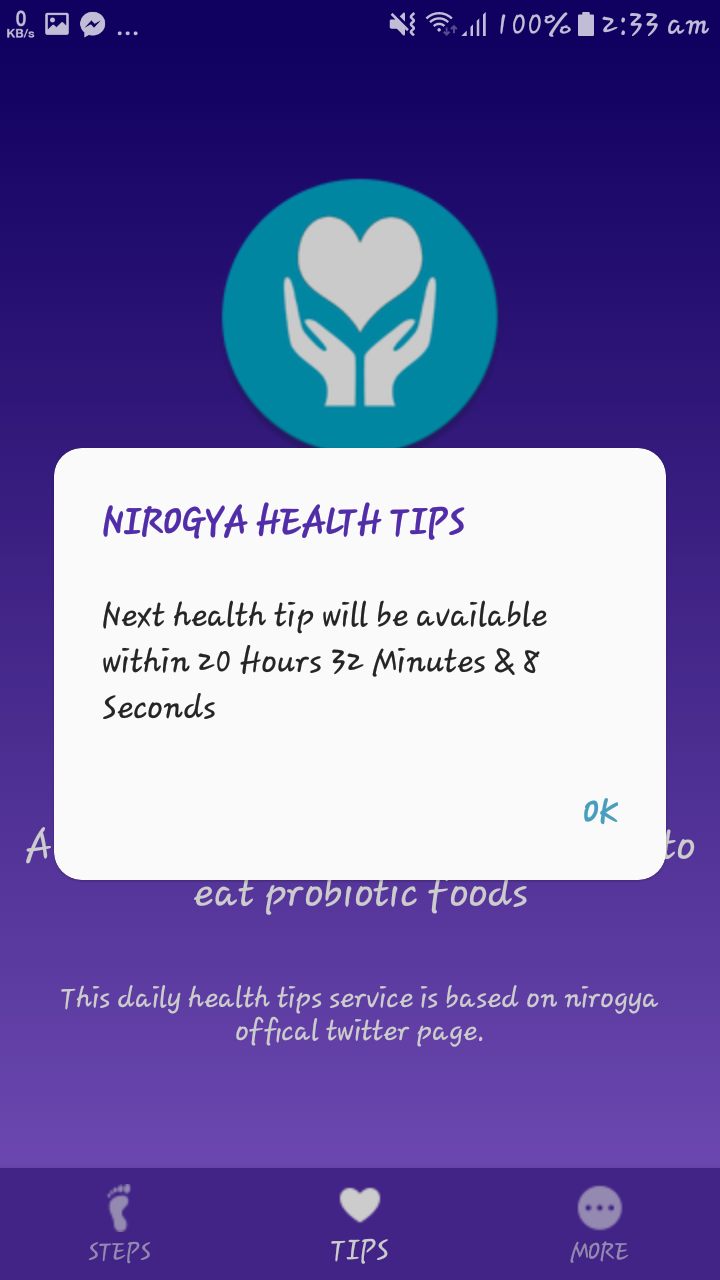 0
KB/s
...
100% 2:33 am
NIROGYA HEALTH TIPS
Next health tip will be available
within 20 Hours 32 Minutes & 8
Seconds
OK
A to
eat probiotic foods
This daily health tips service is based on nirogya
offical twitter page.
STEPS
TIPS
MORE